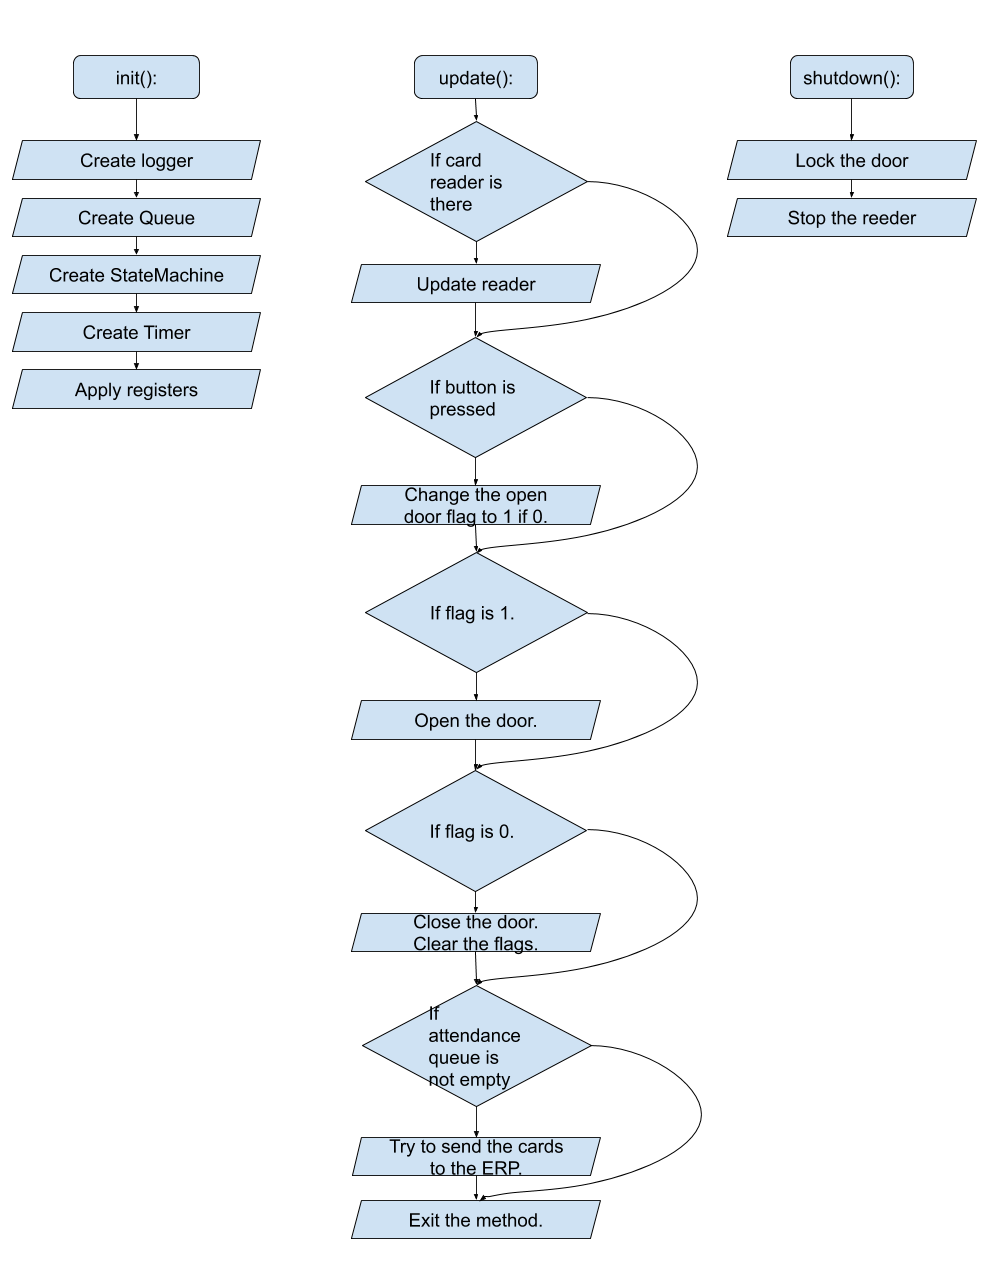 init():
Create logger
Create Queue
Create StateMachine
Create Timer
Apply registers
update():
If card
reader is
there
Update reader
If button is
pressed
Change the open
door flag to 1 if 0.
If flag is 1.
Open the door.
If flag is 0.
Close the door.
Clear the flags.
If
attendance
queue is
not empty
Try to send the cards
to the ERP.
Exit the method.
shutdown():
Lock the door
Stop the reeder